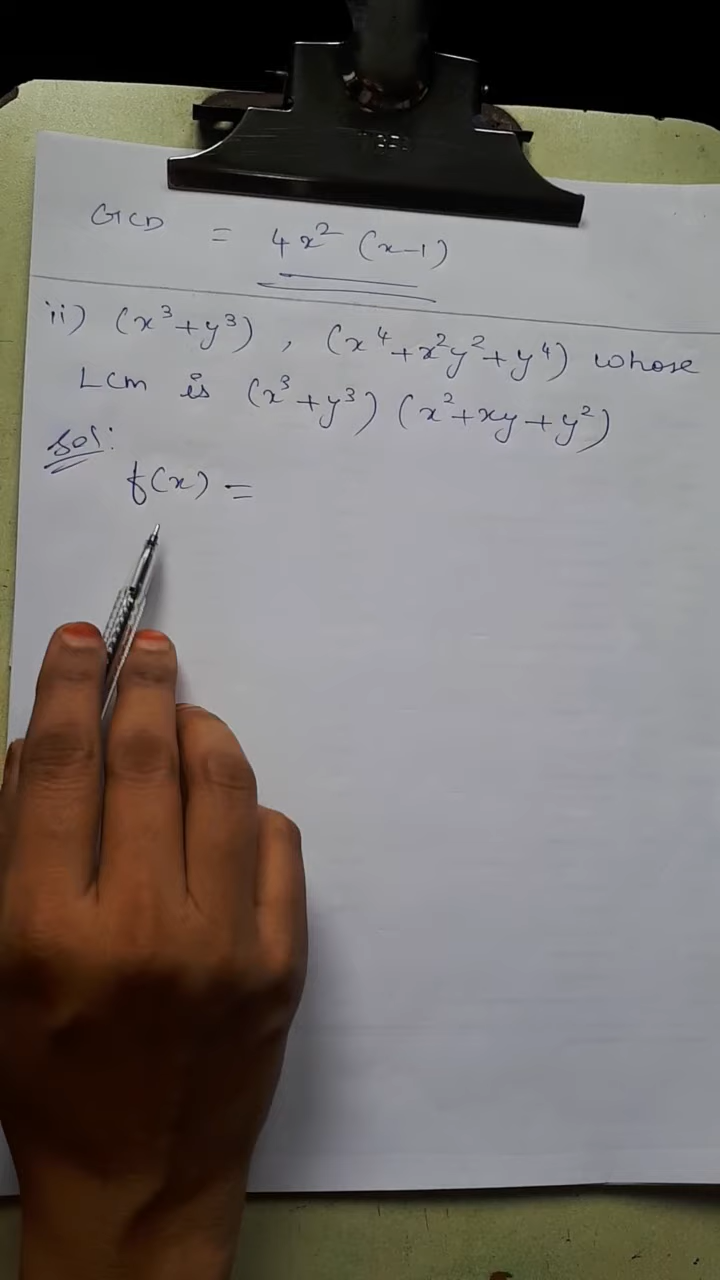 GCD = 4x² (x-1)
ii) (x³+y³) , (x⁴+x²y²+y⁴) whose
Lcm is (x³+y³) (x²+xy+y²)
Sol:
f(x) =